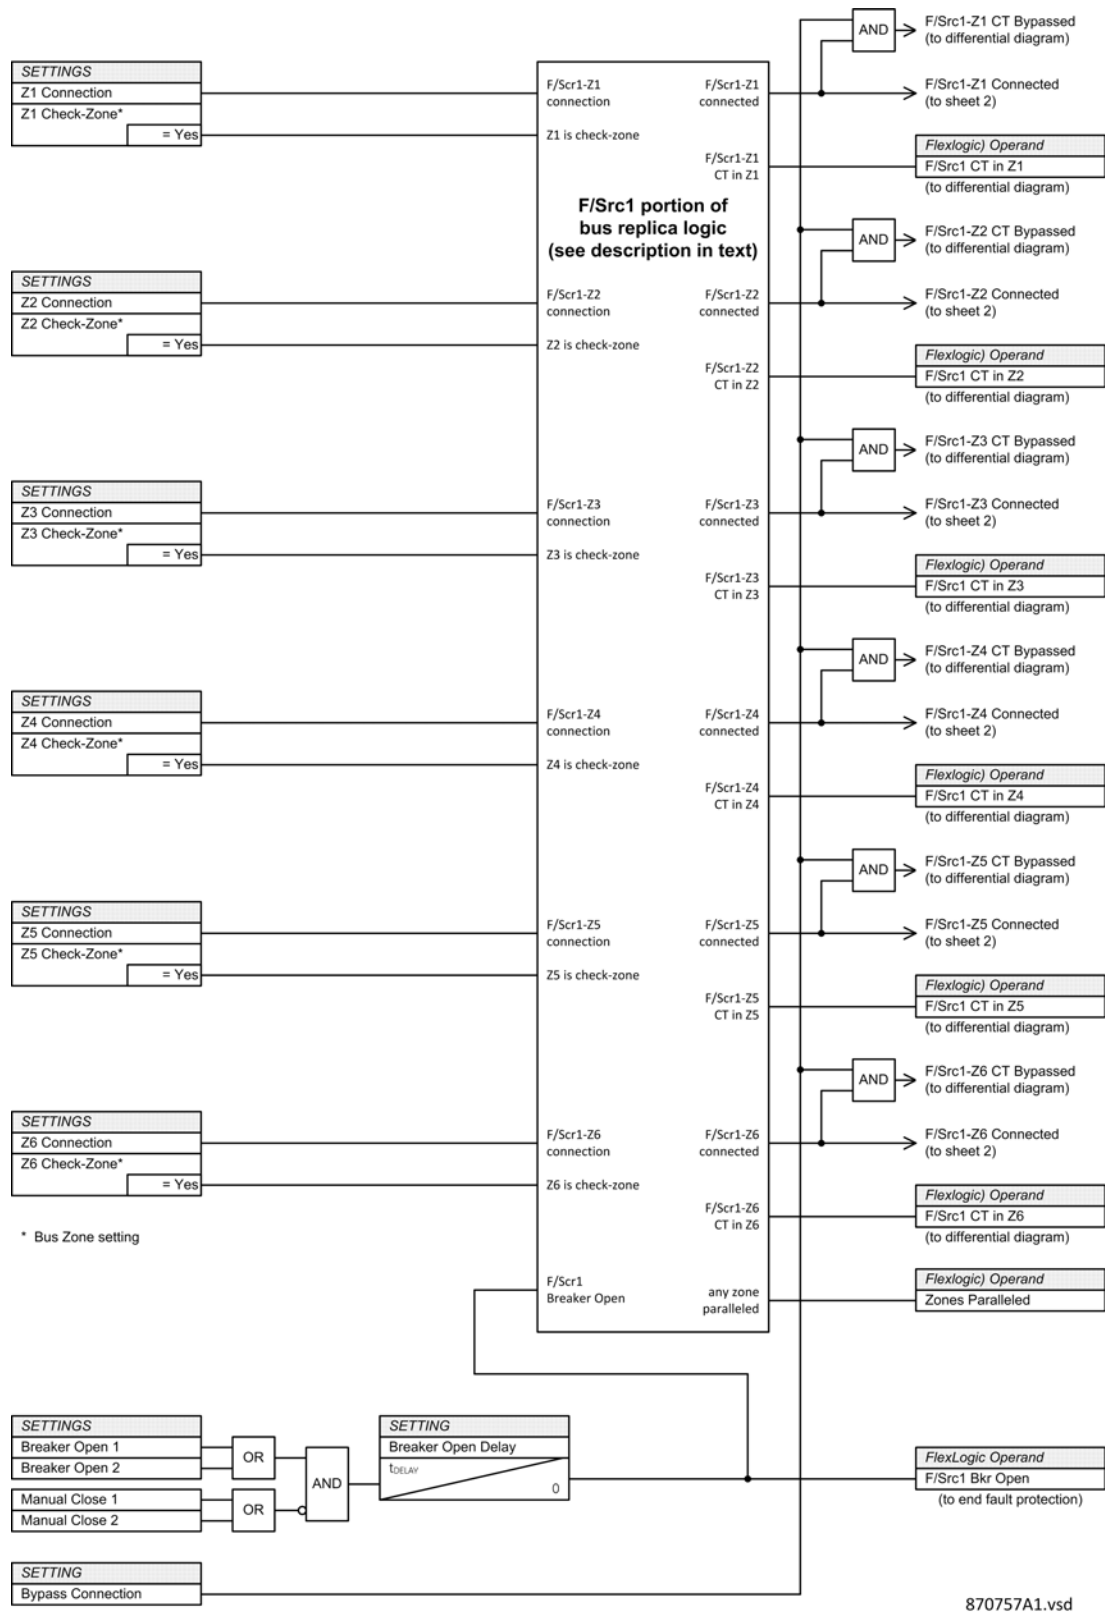 AND
F/Src1-Z1 CT Bypassed
(to differential diagram)
SETTINGS
Z1 Connection
Z1 Check-Zone*
= Yes
F/Scr1-Z1
connection
Z1 is check-zone
F/Scr1-Z1
connected
F/Src1-Z1 Connected
(to sheet 2)
F/Scr1-Z1
CT in Z1
Flexlogic) Operand
F/Src1 CT in Z1
(to differential diagram)
F/Src1 portion of
bus replica logic
(see description in text)
AND
F/Src1-Z2 CT Bypassed
(to differential diagram)
SETTINGS
Z2 Connection
Z2 Check-Zone*
= Yes
F/Scr1-Z2
connection
Z2 is check-zone
F/Scr1-Z2
connected
F/Src1-Z2 Connected
(to sheet 2)
F/Scr1-Z2
CT in Z2
Flexlogic) Operand
F/Src1 CT in Z2
(to differential diagram)
AND
F/Src1-Z3 CT Bypassed
(to differential diagram)
SETTINGS
Z3 Connection
Z3 Check-Zone*
= Yes
F/Scr1-Z3
connection
Z3 is check-zone
F/Scr1-Z3
connected
F/Src1-Z3 Connected
(to sheet 2)
F/Scr1-Z3
CT in Z3
Flexlogic) Operand
F/Src1 CT in Z3
(to differential diagram)
AND
F/Src1-Z4 CT Bypassed
(to differential diagram)
SETTINGS
Z4 Connection
Z4 Check-Zone*
= Yes
F/Scr1-Z4
connection
Z4 is check-zone
F/Scr1-Z4
connected
F/Src1-Z4 Connected
(to sheet 2)
F/Scr1-Z4
CT in Z4
Flexlogic) Operand
F/Src1 CT in Z4
(to differential diagram)
AND
F/Src1-Z5 CT Bypassed
(to differential diagram)
SETTINGS
Z5 Connection
Z5 Check-Zone*
= Yes
F/Scr1-Z5
connection
Z5 is check-zone
F/Scr1-Z5
connected
F/Src1-Z5 Connected
(to sheet 2)
F/Scr1-Z5
CT in Z5
Flexlogic) Operand
F/Src1 CT in Z5
(to differential diagram)
AND
F/Src1-Z6 CT Bypassed
(to differential diagram)
SETTINGS
Z6 Connection
Z6 Check-Zone*
= Yes
F/Scr1-Z6
connection
Z6 is check-zone
F/Scr1-Z6
connected
F/Src1-Z6 Connected
(to sheet 2)
F/Scr1-Z6
CT in Z6
Flexlogic) Operand
F/Src1 CT in Z6
(to differential diagram)
* Bus Zone setting
F/Scr1
Breaker Open
any zone
paralleled
Flexlogic) Operand
Zones Paralleled
SETTINGS
Breaker Open 1
Breaker Open 2
OR
Manual Close 1
Manual Close 2
OR
AND
SETTING
Breaker Open Delay
tDELAY
0
FlexLogic Operand
F/Src1 Bkr Open
(to end fault protection)
SETTING
Bypass Connection
870757A1.vsd